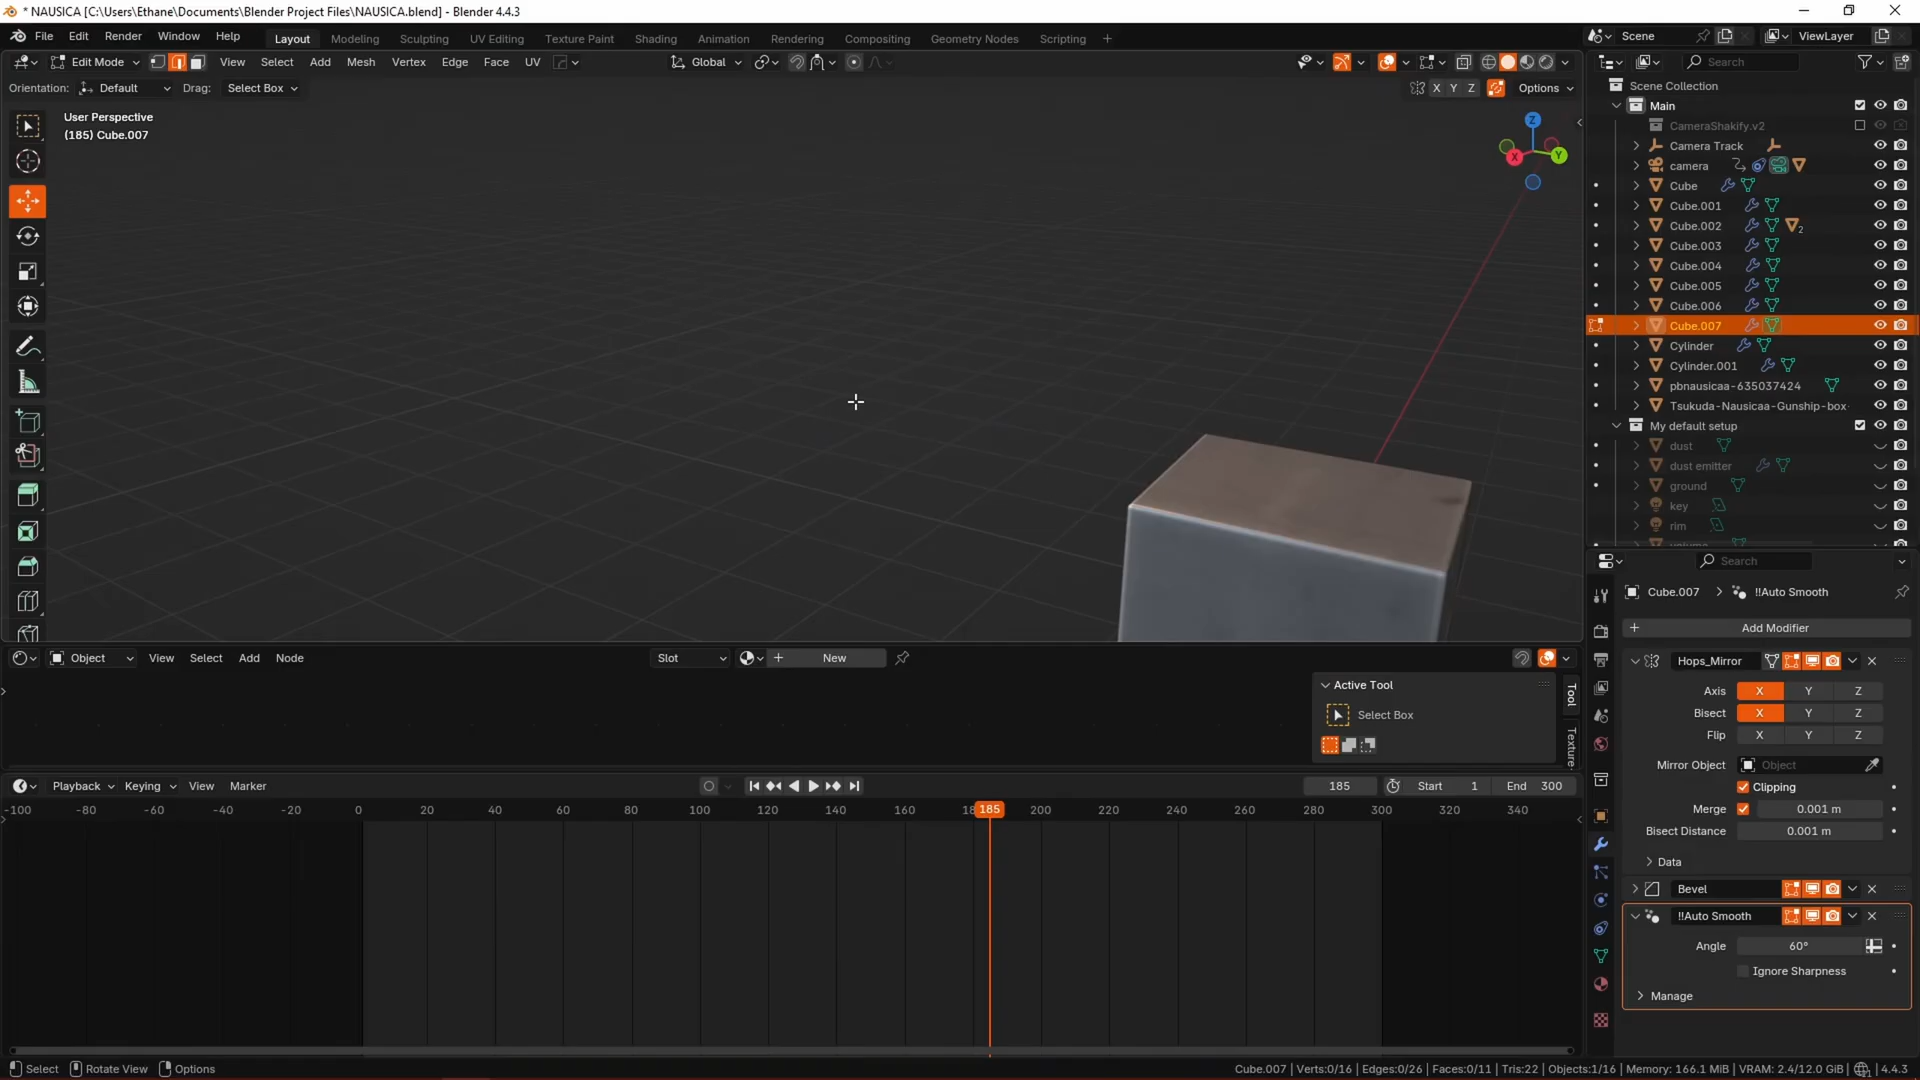 * NAUSICA [C:\Users\Ethane\Documents\Blender Project Files\NAUSICA.blend] - Blender 4.4.3
File Edit Render Window Help Layout Modeling Sculpting UV Editing Texture Paint Shading Animation Rendering Compositing Geometry Nodes Scripting + Scene ViewLayer
Edit Mode View Select Add Mesh Vertex Edge Face UV Global Search
Orientation: Default Drag: Select Box X Y Z Options
User Perspective
(185) Cube.007
Z
X Y
Scene Collection
Main
CameraShakify.v2
Camera Track
camera
Cube
Cube.001
Cube.002 2
Cube.003
Cube.004
Cube.005
Cube.006
Cube.007
Cylinder
Cylinder.001
pbnausicaa-635037424
Tsukuda-Nausicaa-Gunship-box-
My default setup
dust
dust emitter
ground
key
rim
Search
Cube.007 > !!Auto Smooth
+ Add Modifier
Hops_Mirror
Axis X Y Z
Bisect X Y Z
Flip X Y Z
Mirror Object Object
Clipping
Merge 0.001 m
Bisect Distance 0.001 m
Data
Bevel
!!Auto Smooth
Angle 60°
Ignore Sharpness
Manage
Object View Select Add Node Slot + New
Active Tool
Select Box
Tool
Texture
Playback Keying View Marker 185 Start 1 End 300
-100 -80 -60 -40 -20 0 20 40 60 80 100 120 140 160 18 185 200 220 240 260 280 300 320 340
Select Rotate View Options Cube.007 | Verts:0/16 | Edges:0/26 | Faces:0/11 | Tris:22 | Objects:1/16 | Memory: 166.1 MiB | VRAM: 2.4/12.0 GiB | 4.4.3